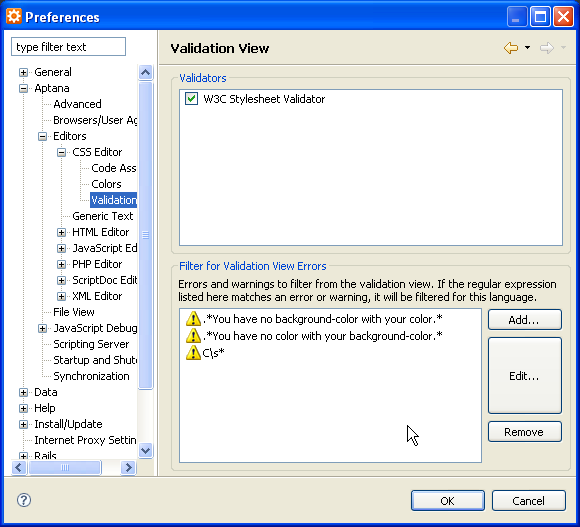 Preferences
type filter text
General
Aptana
Advanced
Browsers/User Ag
Editors
CSS Editor
Code Ass
Colors
Validation
Generic Text
HTML Editor
JavaScript Ed
PHP Editor
ScriptDoc Edit
XML Editor
File View
JavaScript Debug
Scripting Server
Startup and Shut
Synchronization
Data
Help
Install/Update
Internet Proxy Settin
Rails
Validation View
Validators
W3C Stylesheet Validator
Filter for Validation View Errors
Errors and warnings to filter from the validation view. If the regular expression
listed here matches an error or warning, it will be filtered for this language.
.*You have no background-color with your color.*
.*You have no color with your background-color.*
C\s*
Add...
Edit...
Remove
?
OK
Cancel